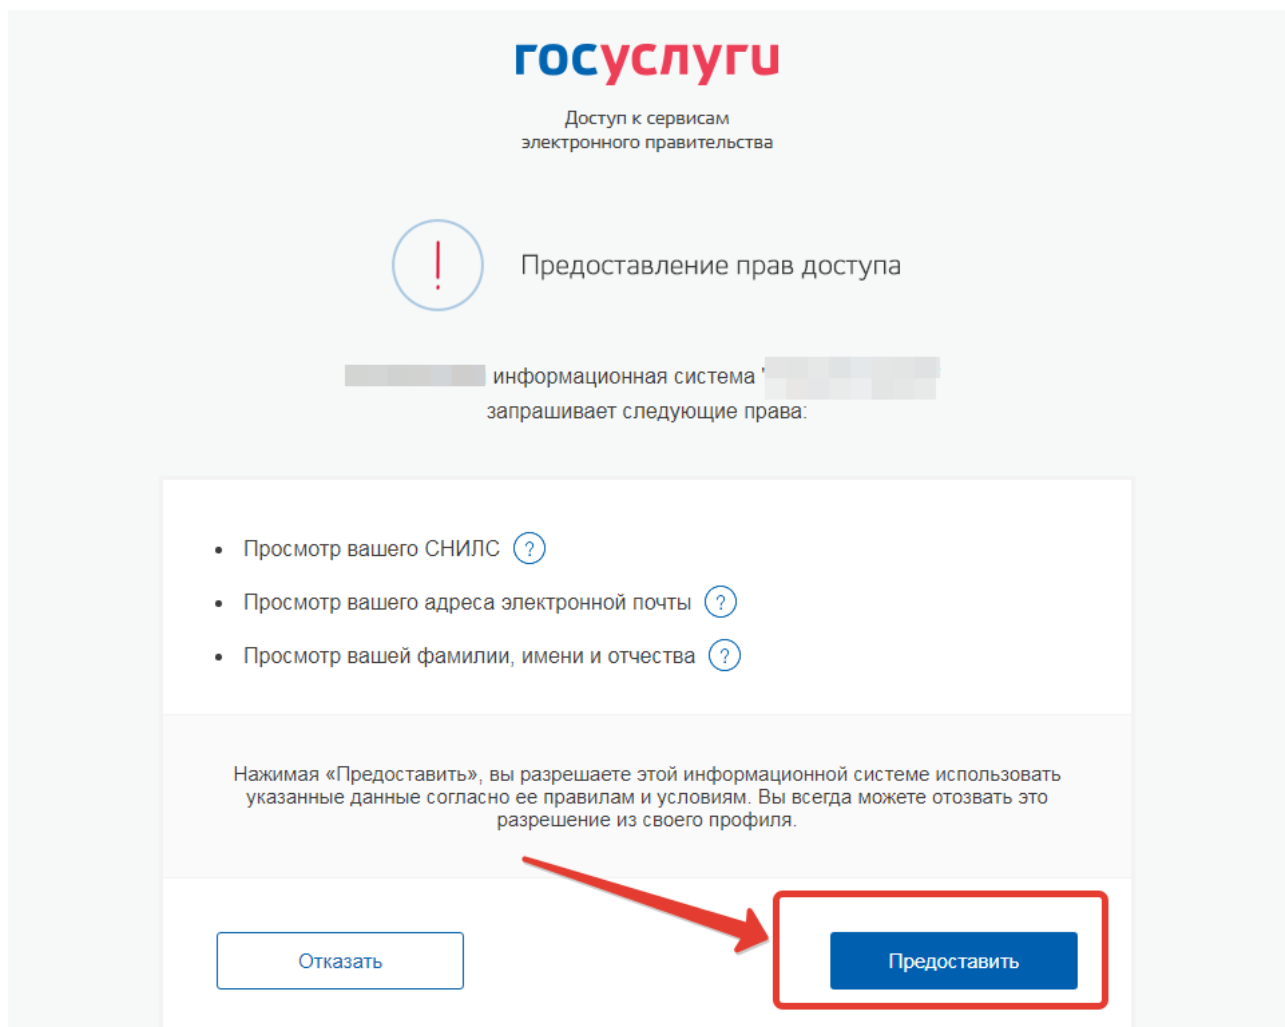 госуслуги
Доступ к сервисам
электронного правительства
Предоставление прав доступа
информационная система "
запрашивает следующие права:
• Просмотр вашего СНИЛС ?
• Просмотр вашего адреса электронной почты ?
• Просмотр вашей фамилии, имени и отчества ?
Нажимая «Предоставить», вы разрешаете этой информационной системе использовать
указанные данные согласно ее правилам и условиям. Вы всегда можете отозвать это
разрешение из своего профиля.
Отказать
Предоставить